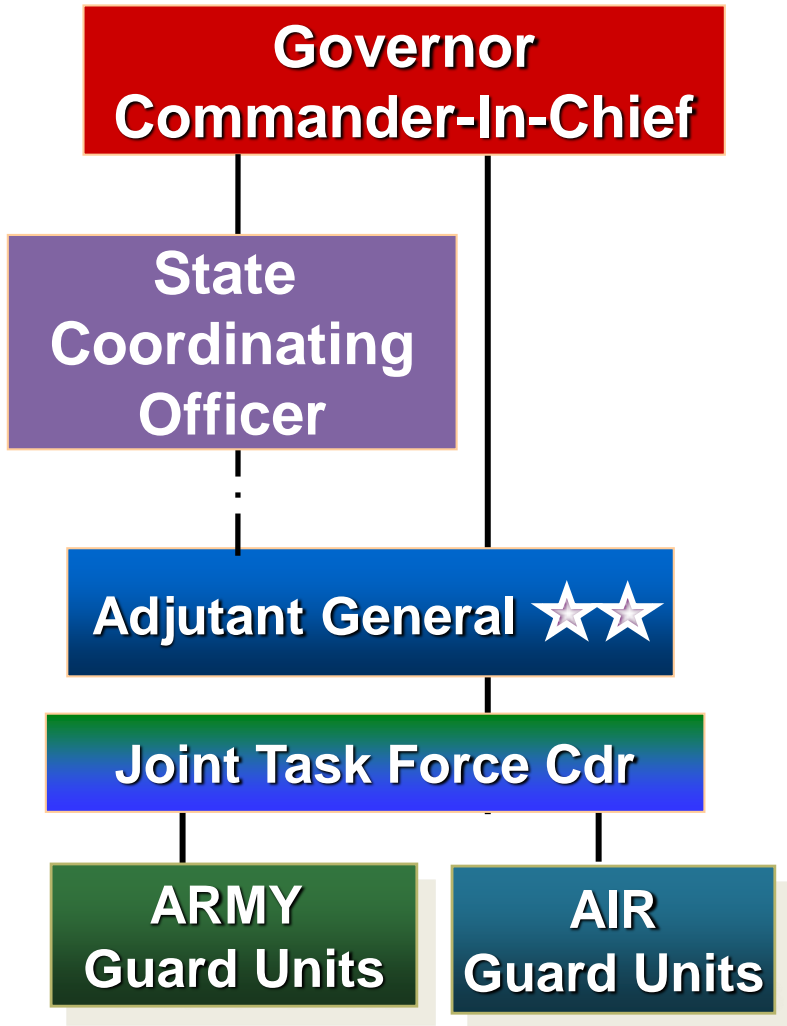 Governor
Commander-In-Chief
State
Coordinating
Officer
Adjutant General
Joint Task Force Cdr
ARMY
Guard Units
AIR
Guard Units